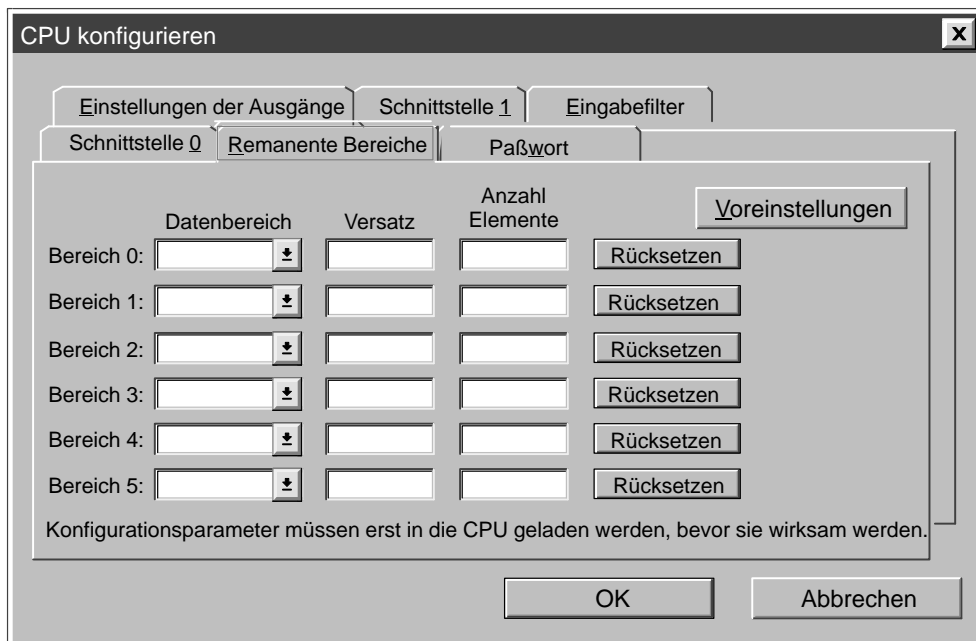 CPU konfigurieren
X
Einstellungen der Ausgänge Schnittstelle 1 Eingabefilter
Schnittstelle 0 Remanente Bereiche Paßwort
Voreinstellungen
Datenbereich Versatz Anzahl Elemente
Bereich 0: Rücksetzen
Bereich 1: Rücksetzen
Bereich 2: Rücksetzen
Bereich 3: Rücksetzen
Bereich 4: Rücksetzen
Bereich 5: Rücksetzen
Konfigurationsparameter müssen erst in die CPU geladen werden, bevor sie wirksam werden.
OK Abbrechen